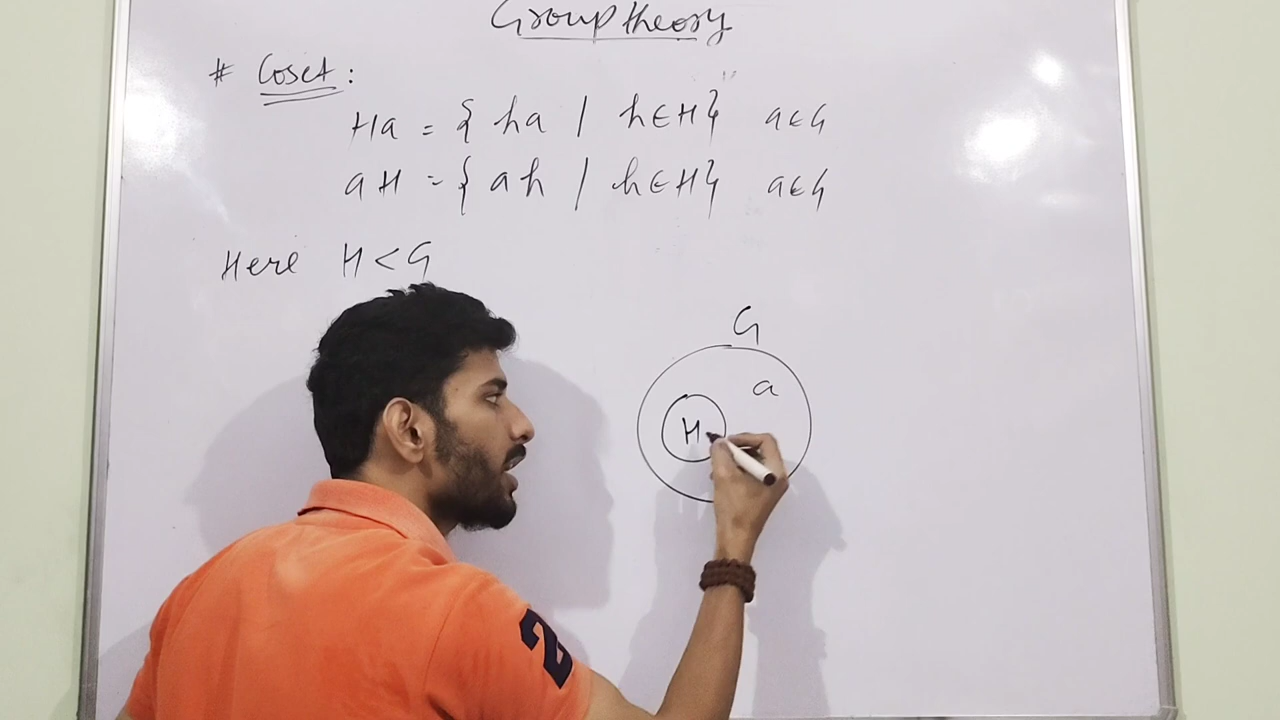 Group theory
# Coset :
Ha = { ha | h∈H} a∈G
aH = { ah | h∈H} a∈G
Here H < G
G
a
H
2